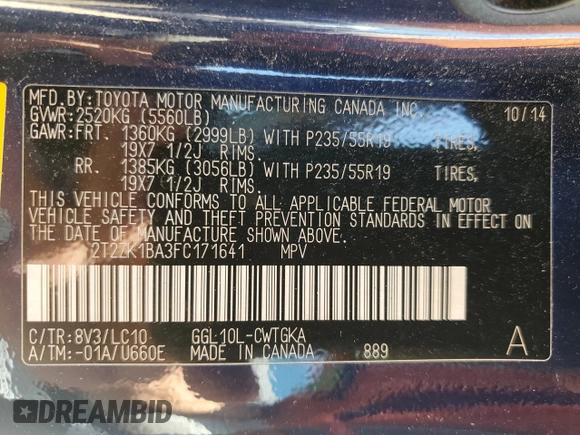 MFD.BY:TOYOTA MOTOR MANUFACTURING CANADA INC. 10/14
GVWR:2520KG (5560LB)
GAWR:FRT. 1360KG (2999LB) WITH P235/55R19 TIRES,
19X7 1/2J RIMS.
RR. 1385KG (3056LB) WITH P235/55R19 TIRES,
19X7 1/2J RIMS.
THIS VEHICLE CONFORMS TO ALL APPLICABLE FEDERAL MOTOR
VEHICLE SAFETY AND THEFT PREVENTION STANDARDS IN EFFECT ON
THE DATE OF MANUFACTURE SHOWN ABOVE.
2T2ZK1BA3FC171641 MPV
C/TR:8V3/LC10 GGL10L-CWTGKA
A/TM:-01A/U660E MADE IN CANADA 889 A
DREAMBID